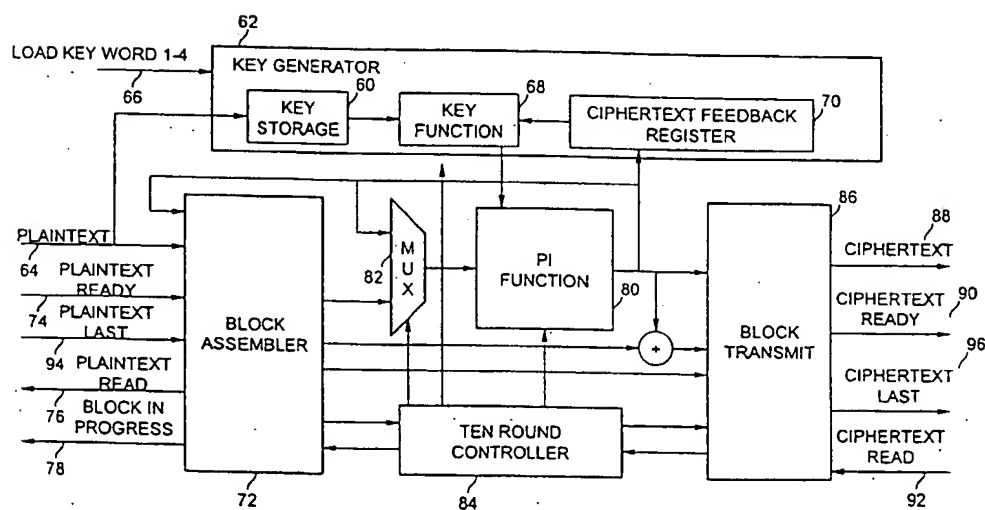 62
LOAD KEY WORD 1-4
66
KEY GENERATOR
60
KEY
STORAGE
68
KEY
FUNCTION
70
CIPHERTEXT FEEDBACK
REGISTER
PLAINTEXT
64
PLAINTEXT
READY
74
PLAINTEXT
LAST
94
PLAINTEXT
READ
76
BLOCK IN
PROGRESS
78
BLOCK
ASSEMBLER
72
82
M
U
X
PI
FUNCTION
80
+
TEN ROUND
CONTROLLER
84
86
BLOCK
TRANSMIT
88
CIPHERTEXT
CIPHERTEXT
READY
90
CIPHERTEXT
LAST
96
CIPHERTEXT
READ
92